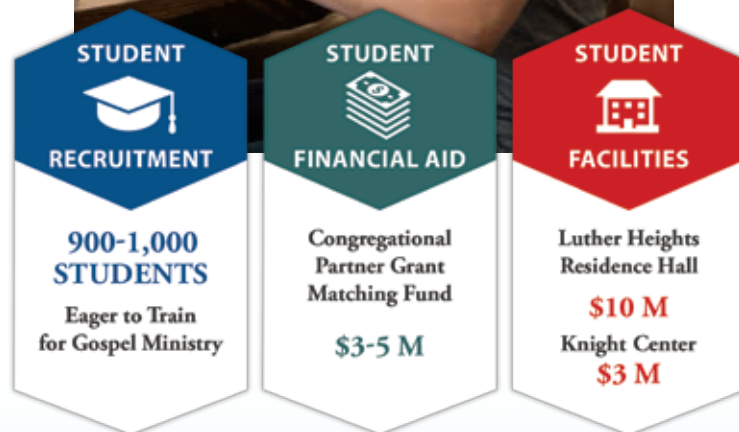 STUDENT
RECRUITMENT
900-1,000
STUDENTS
Eager to Train
for Gospel Ministry
STUDENT
FINANCIAL AID
Congregational
Partner Grant
Matching Fund
$3-5 M
STUDENT
FACILITIES
Luther Heights
Residence Hall
$10 M
Knight Center
$3 M